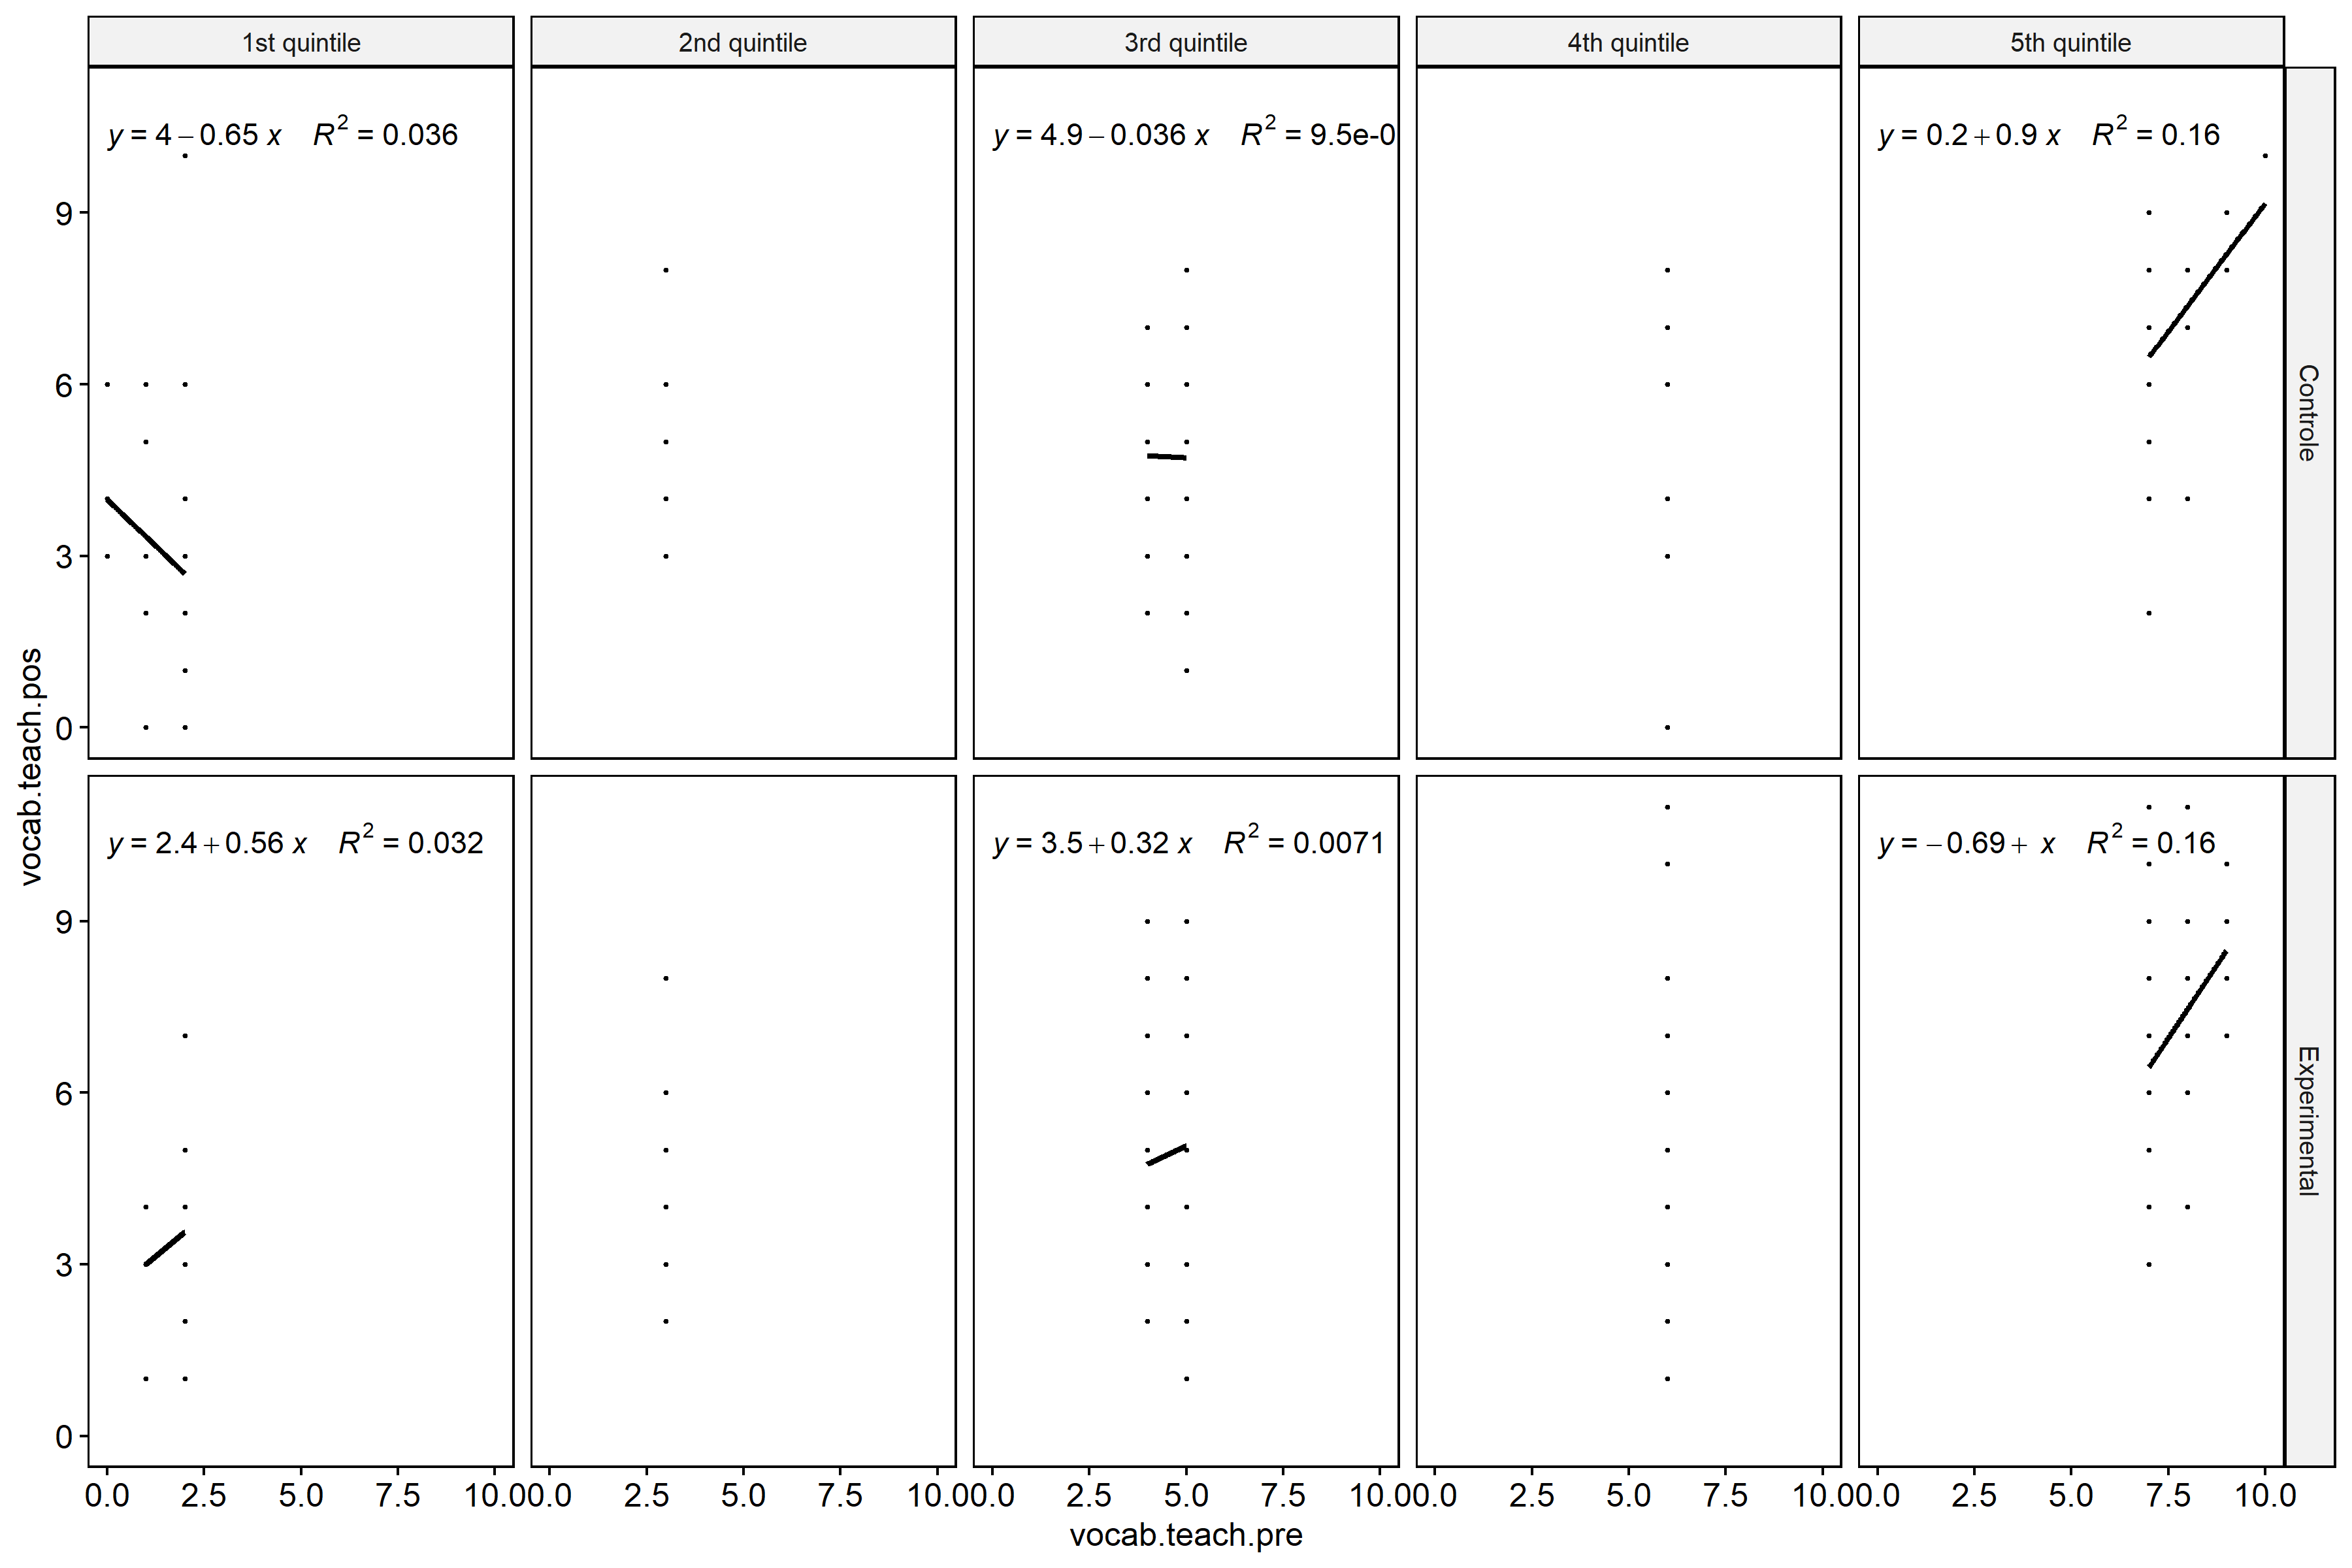 1st quintile 2nd quintile 3rd quintile 4th quintile 5th quintile
y = 4 − 0.65 x R² = 0.036
y = 4.9 − 0.036 x R² = 9.5e-0
y = 0.2 + 0.9 x R² = 0.16
9
6
3
0
Controle
y = 2.4 + 0.56 x R² = 0.032
y = 3.5 + 0.32 x R² = 0.0071
y = − 0.69 + x R² = 0.16
9
6
3
0
Experimental
vocab.teach.pos
0.0 2.5 5.0 7.5 10.0 0.0 2.5 5.0 7.5 10.0 0.0 2.5 5.0 7.5 10.0 0.0 2.5 5.0 7.5 10.0 0.0 2.5 5.0 7.5 10.0
vocab.teach.pre